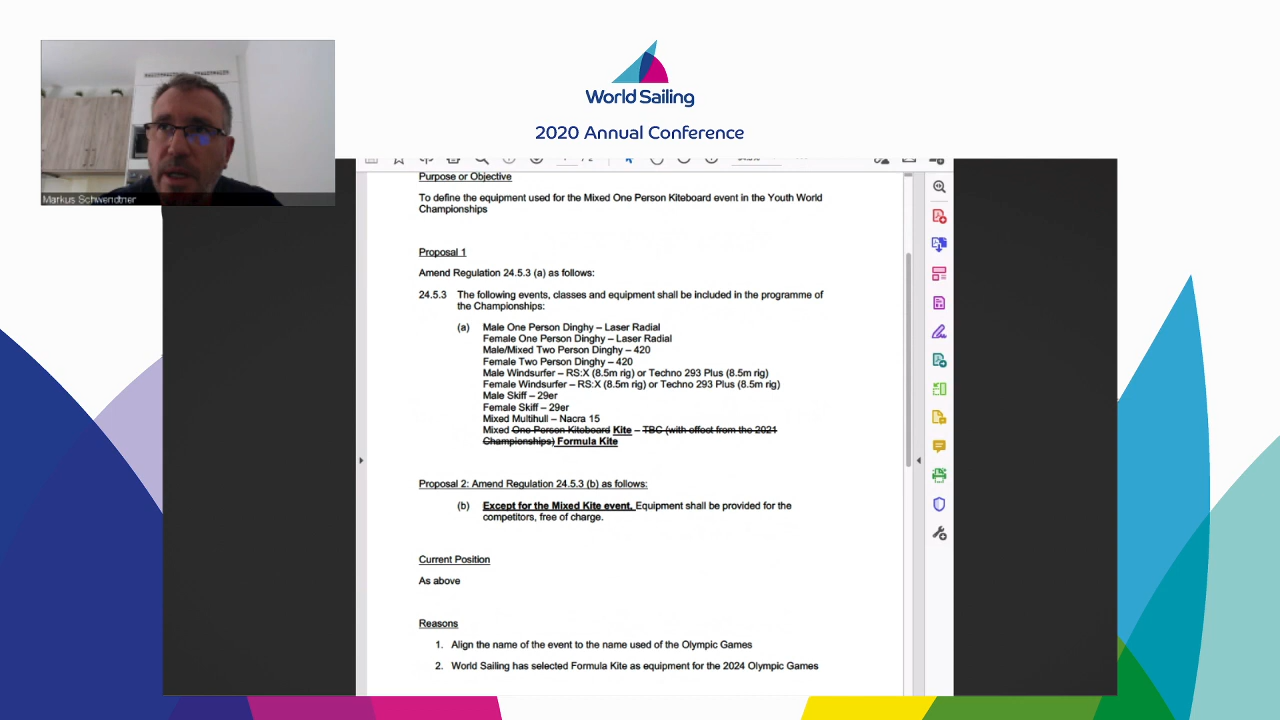 World Sailing
2020 Annual Conference
Markus Schwendtner
Purpose or Objective
To define the equipment used for the Mixed One Person Kiteboard event in the Youth World
Championships
Proposal 1
Amend Regulation 24.5.3 (a) as follows:
24.5.3 The following events, classes and equipment shall be included in the programme of
the Championships:
(a) Male One Person Dinghy – Laser Radial
Female One Person Dinghy – Laser Radial
Male/Mixed Two Person Dinghy – 420
Female Two Person Dinghy – 420
Male Windsurfer – RS:X (8.5m rig) or Techno 293 Plus (8.5m rig)
Female Windsurfer – RS:X (8.5m rig) or Techno 293 Plus (8.5m rig)
Male Skiff – 29er
Female Skiff – 29er
Mixed Multihull – Nacra 15
Mixed One Person Kiteboard Kite – TBC (with effect from the 2021
Championships) Formula Kite
Proposal 2: Amend Regulation 24.5.3 (b) as follows:
(b) Except for the Mixed Kite event, Equipment shall be provided for the
competitors, free of charge.
Current Position
As above
Reasons
1. Align the name of the event to the name used of the Olympic Games
2. World Sailing has selected Formula Kite as equipment for the 2024 Olympic Games